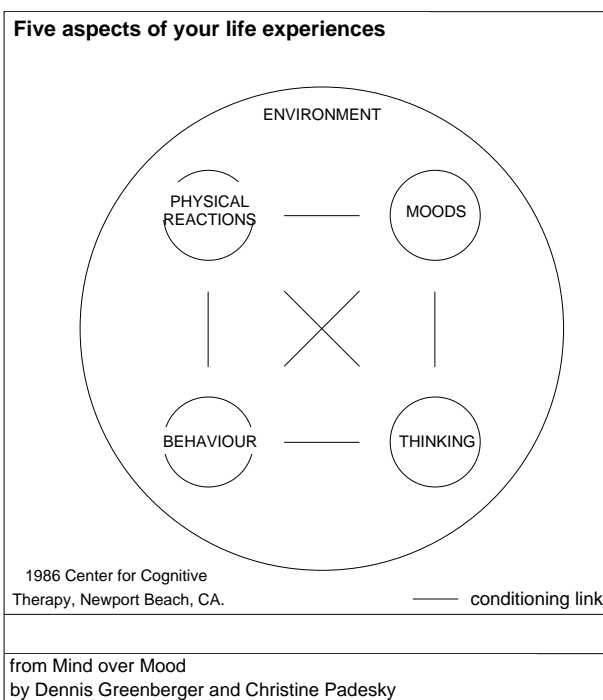 Five aspects of your life experiences
ENVIRONMENT
PHYSICAL
REACTIONS
MOODS
BEHAVIOUR
THINKING
1986 Center for Cognitive
Therapy, Newport Beach, CA.
conditioning link
from Mind over Mood
by Dennis Greenberger and Christine Padesky